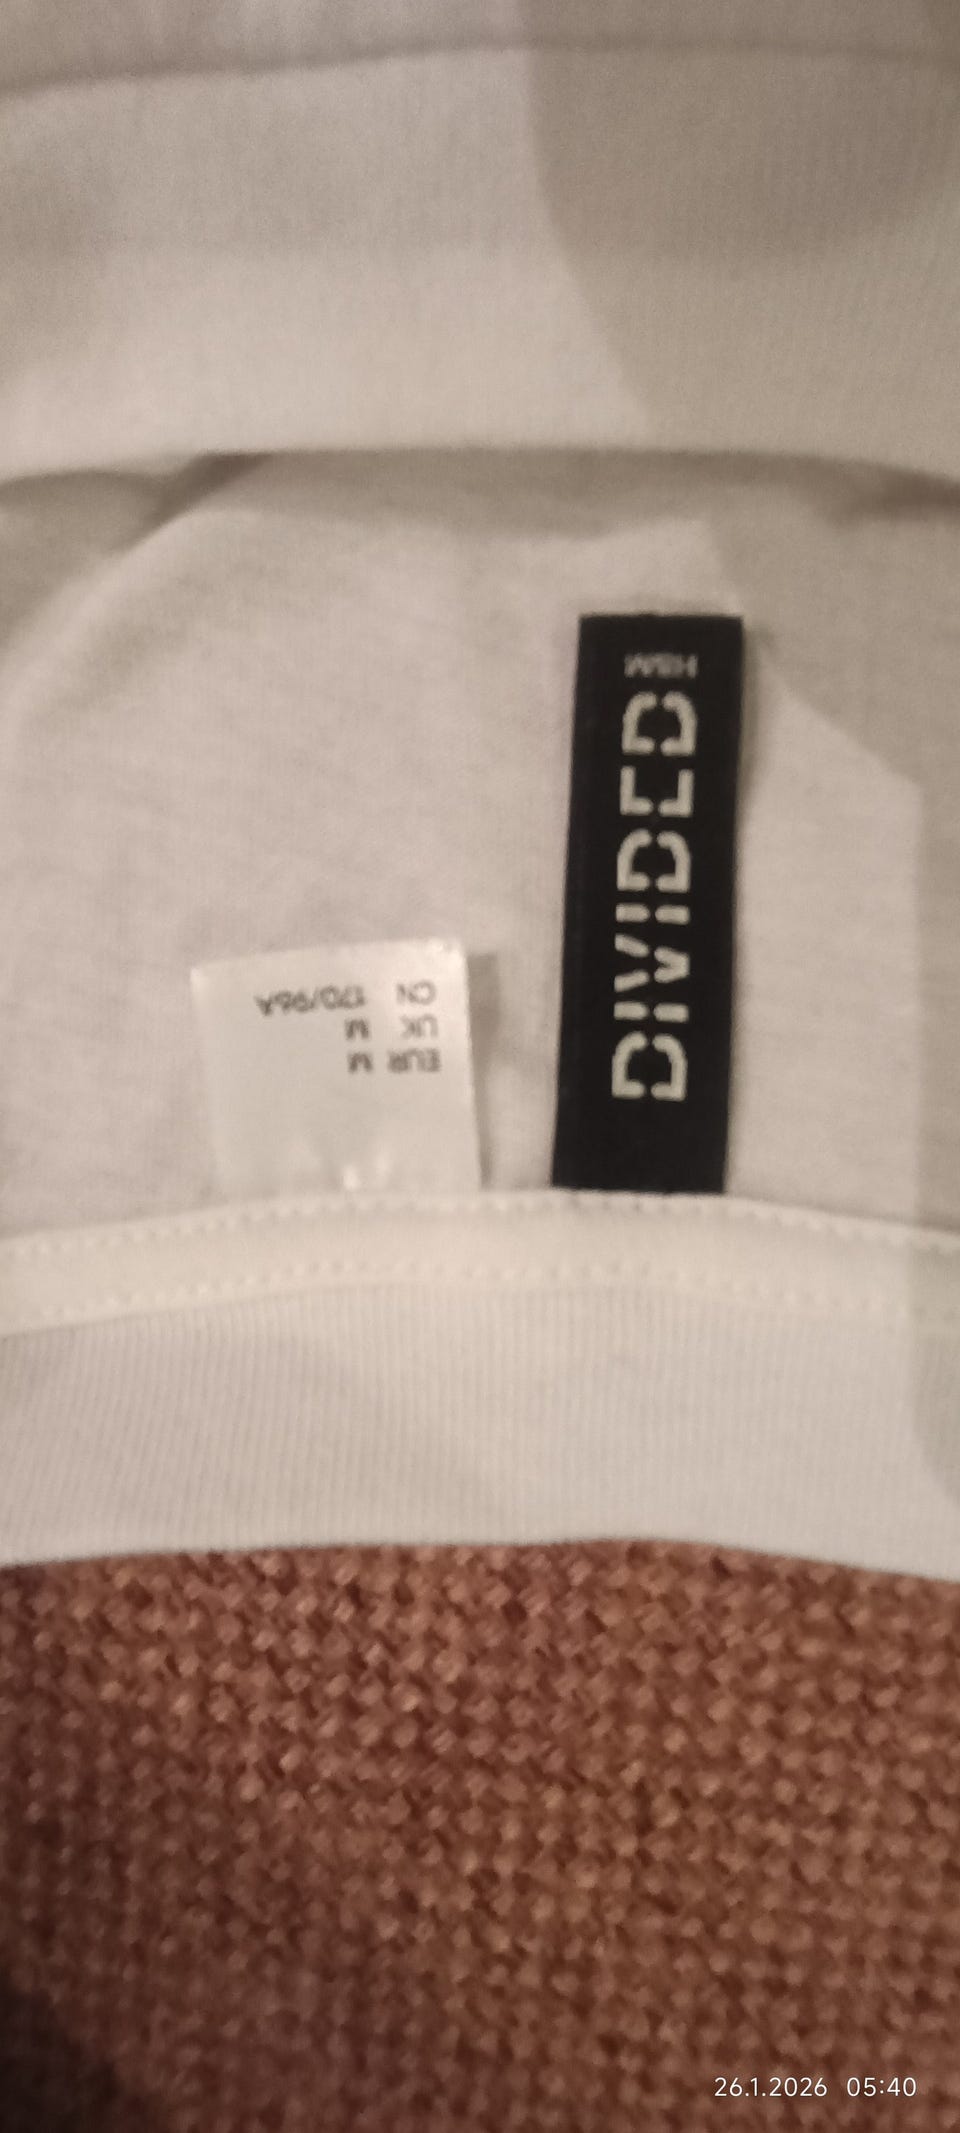 H&M
DIVIDED
EUR M
UK M
CN 170/96A
26.1.2026 05:40